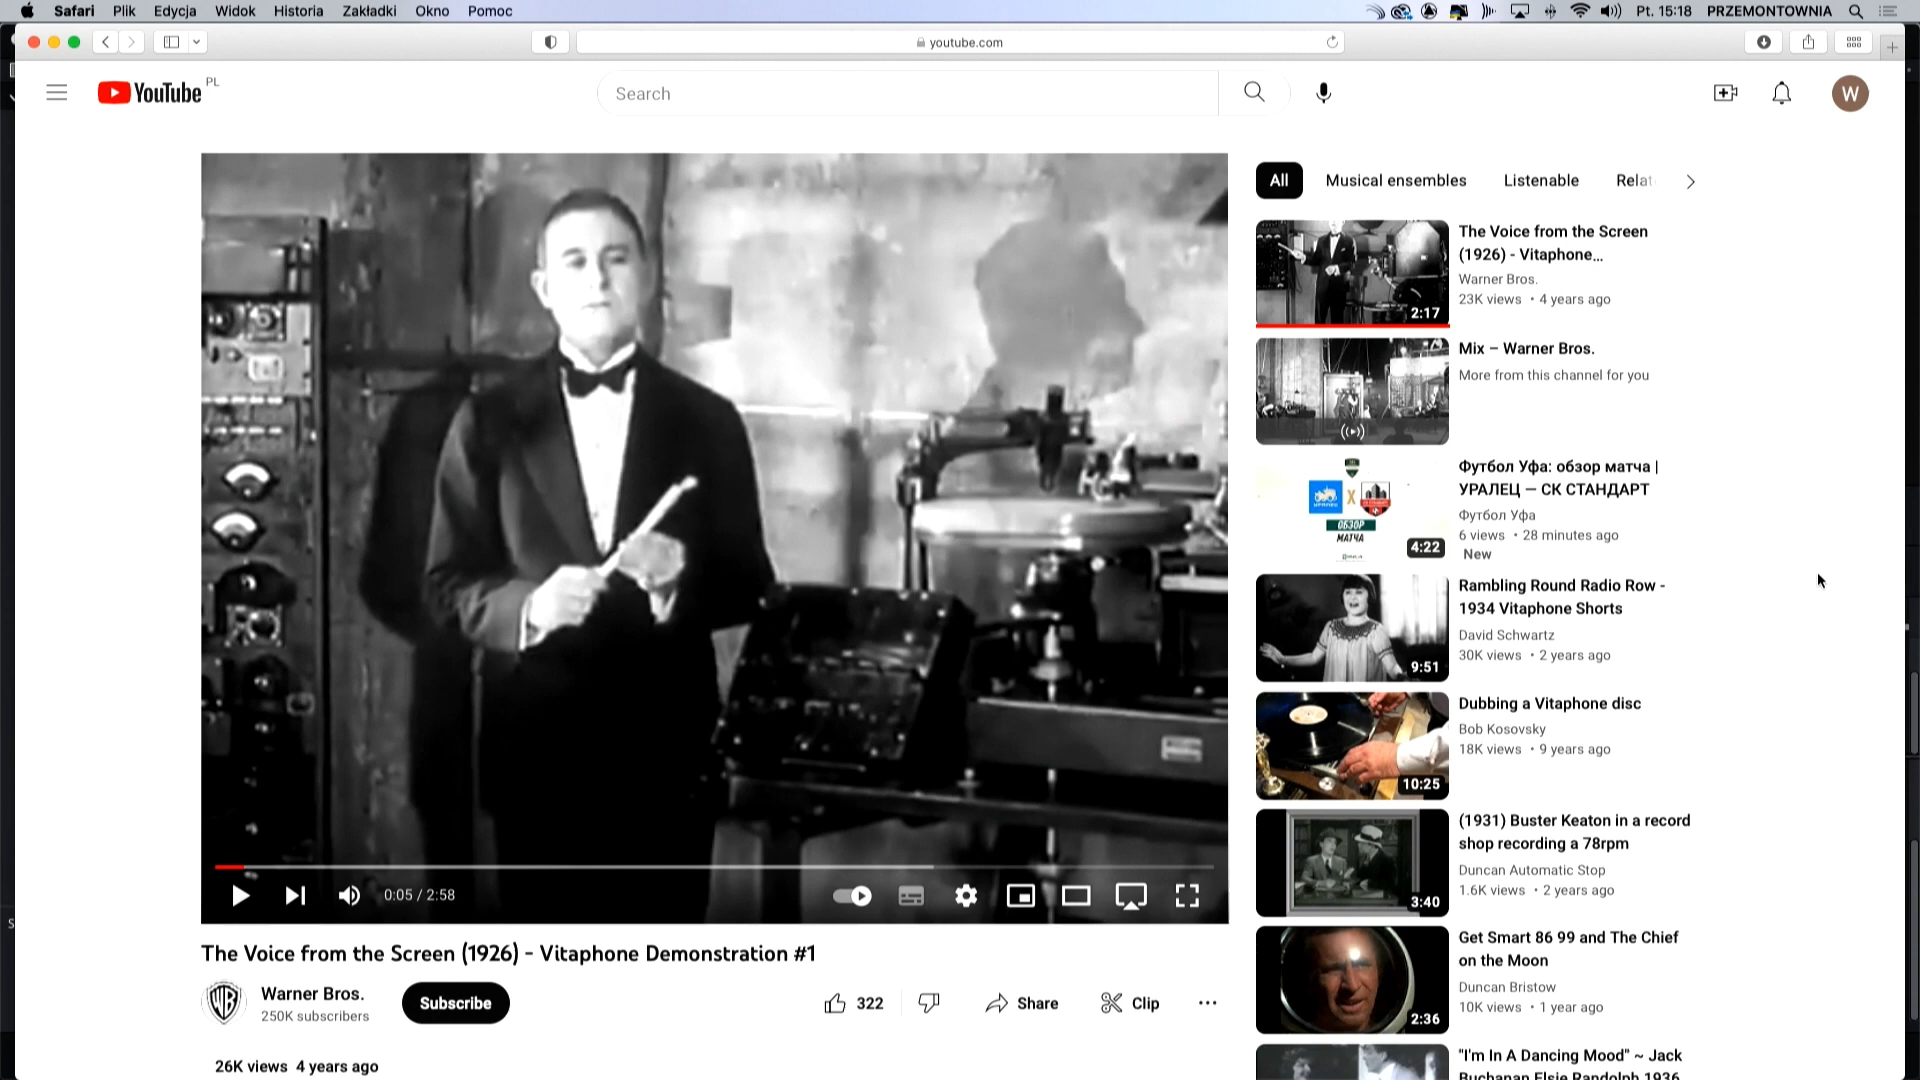 Safari Plik Edycja Widok Historia Zakładki Okno Pomoc Pt. 15:18 PRZEMONTOWNIA
youtube.com
YouTube PL
Search
W
All Musical ensembles Listenable
The Voice from the Screen
(1926) - Vitaphone...
Warner Bros.
23K views • 4 years ago
2:17
Mix – Warner Bros.
More from this channel for you
Футбол Уфа: обзор матча |
УРАЛЕЦ — СК СТАНДАРТ
Футбол Уфа
6 views • 28 minutes ago
New
ОБЗОР
МАТЧА
4:22
Rambling Round Radio Row -
1934 Vitaphone Shorts
David Schwartz
30K views • 2 years ago
9:51
Dubbing a Vitaphone disc
Bob Kosovsky
18K views • 9 years ago
10:25
(1931) Buster Keaton in a record
shop recording a 78rpm
Duncan Automatic Stop
1.6K views • 2 years ago
3:40
Get Smart 86 99 and The Chief
on the Moon
Duncan Bristow
10K views • 1 year ago
2:36
"I'm In A Dancing Mood" ~ Jack
Buchanan Elsie Randolph 1936
0:05 / 2:58
The Voice from the Screen (1926) - Vitaphone Demonstration #1
Warner Bros.
250K subscribers
Subscribe
322
Share
Clip
26K views 4 years ago